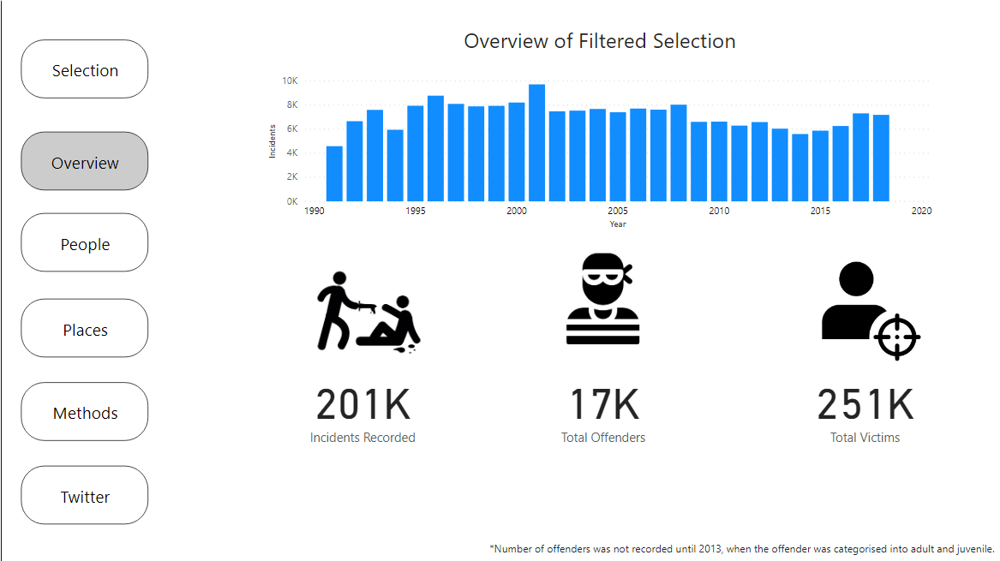 Overview of Filtered Selection
Selection
Overview
People
Places
Methods
Twitter
10K
8K
6K
4K
2K
0K
Incidents
1990 1995 2000 2005 2010 2015 2020
Year
201K 17K 251K
Incidents Recorded Total Offenders Total Victims
*Number of offenders was not recorded until 2013, when the offender was categorised into adult and juvenile.